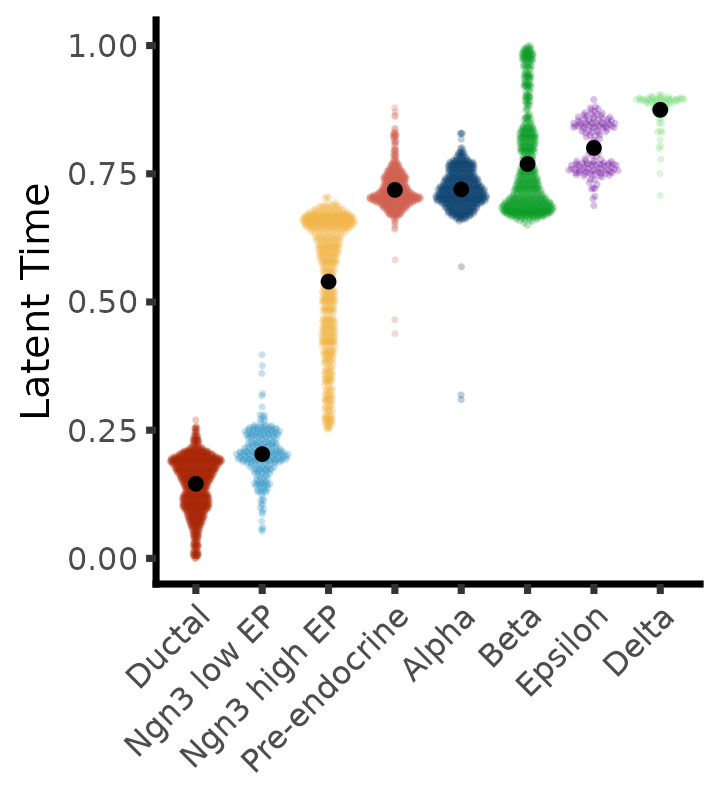 Latent Time
1.00
0.75
0.50
0.25
0.00
Ductal
Ngn3 low EP
Ngn3 high EP
Pre-endocrine
Alpha
Beta
Epsilon
Delta